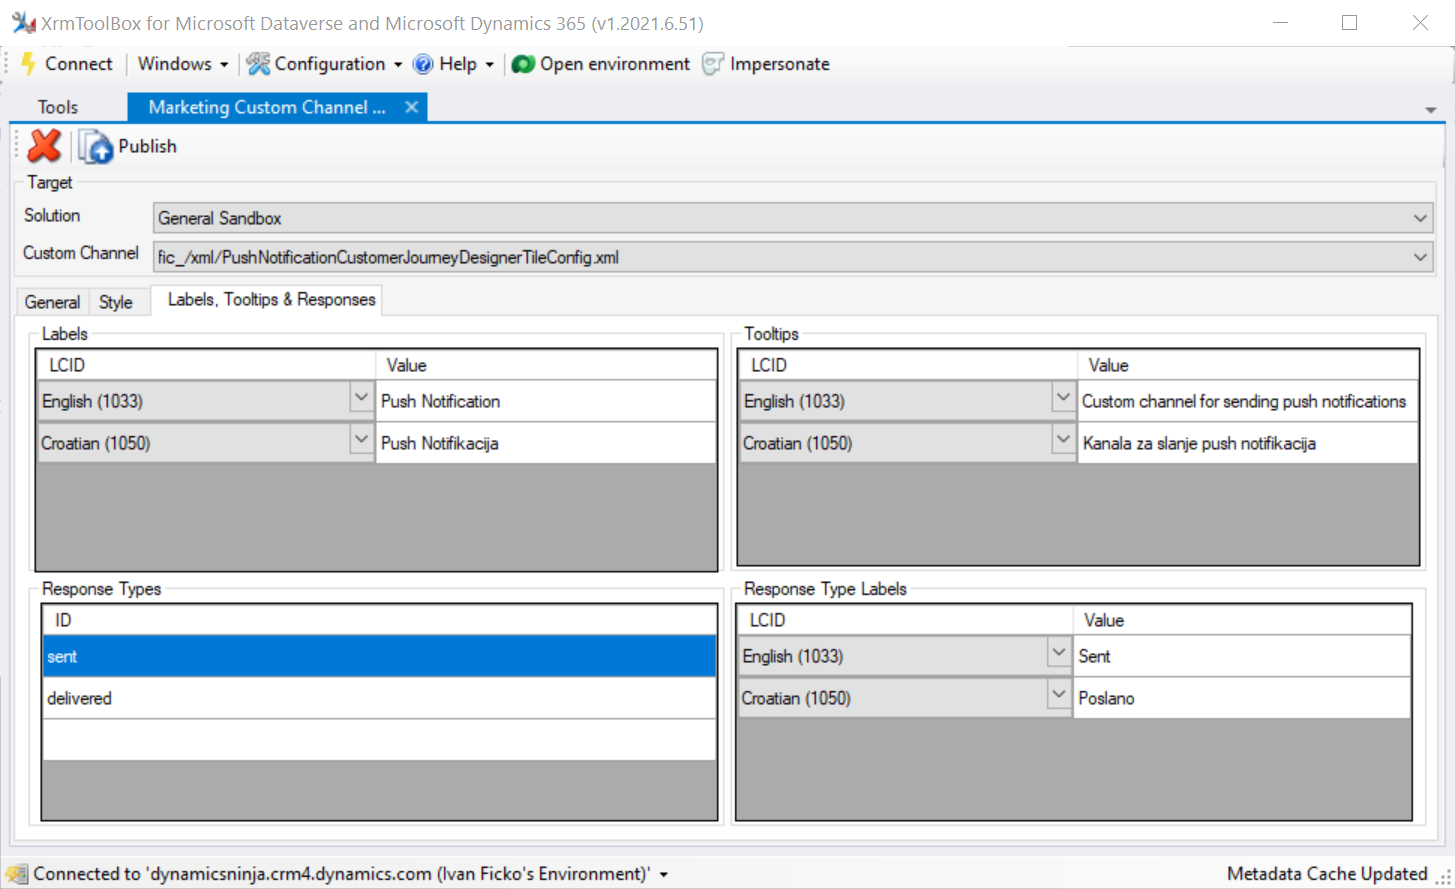 XrmToolBox for Microsoft Dataverse and Microsoft Dynamics 365 (v1.2021.6.51)
Connect Windows Configuration Help Open environment Impersonate
Tools Marketing Custom Channel ...
Publish
Target
Solution General Sandbox
Custom Channel fic_/xml/PushNotificationCustomerJourneyDesignerTileConfig.xml
General Style Labels, Tooltips & Responses
Labels
LCID Value
English (1033) Push Notification
Croatian (1050) Push Notifikacija
Tooltips
LCID Value
English (1033) Custom channel for sending push notifications
Croatian (1050) Kanala za slanje push notifikacija
Response Types
ID
sent
delivered
Response Type Labels
LCID Value
English (1033) Sent
Croatian (1050) Poslano
Connected to 'dynamicsninja.crm4.dynamics.com (Ivan Ficko's Environment)' Metadata Cache Updated